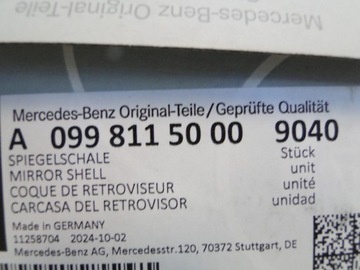 Mercedes-Benz Original-Teile
Mercedes-Benz Original-Teile/Geprüfte Qualität
A 099 811 50 00 9040
SPIEGELSCHALE Stück
MIRROR SHELL unit
COQUE DE RETROVISEUR unité
CARCASA DEL RETROVISOR unidad
Made in GERMANY
11258704 2024-10-02
Mercedes-Benz AG, Mercedesstr.120, 70372 Stuttgart, DE